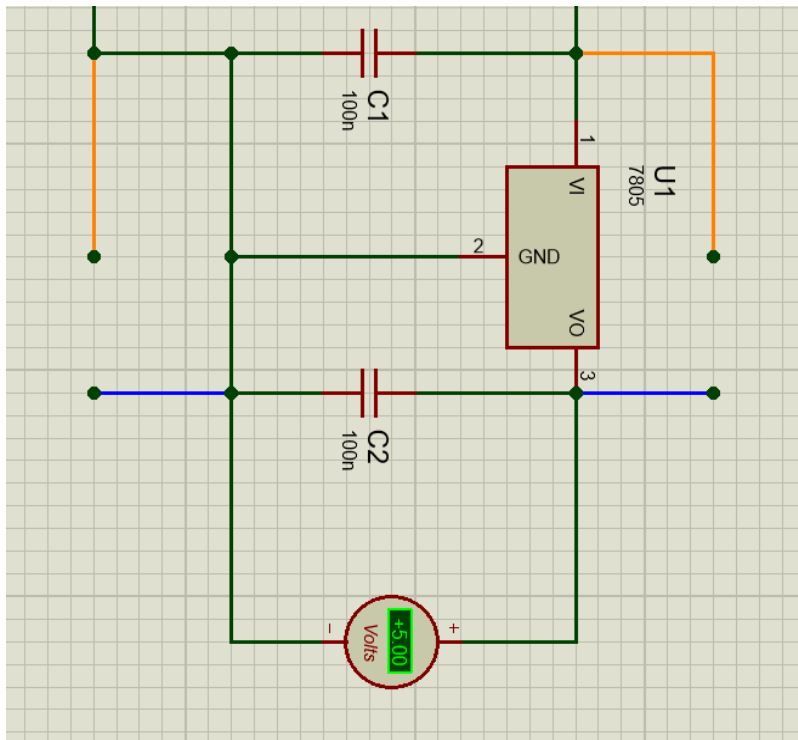 C1
100n
1
U1
7805
VI
2
GND
VO
3
C2
100n
- +
+5.00
Volts